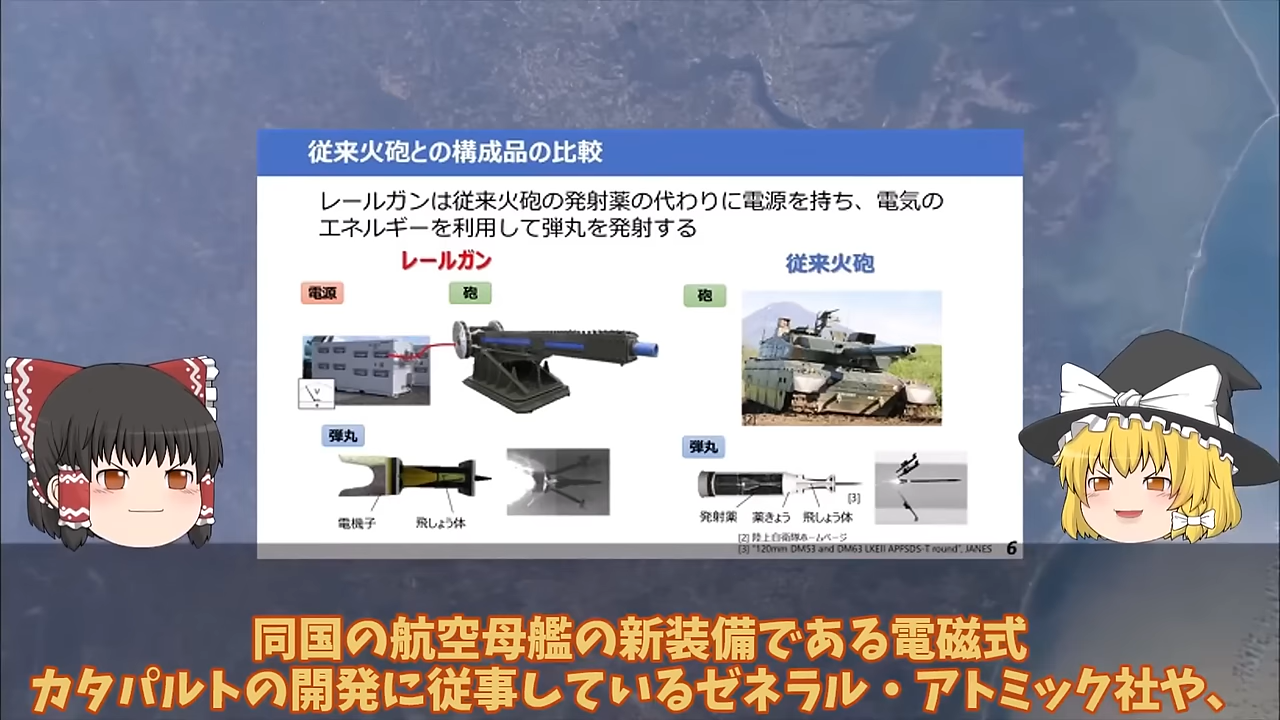 従来火砲との構成品の比較
レールガンは従来火砲の発射薬の代わりに電源を持ち、電気の
エネルギーを利用して弾丸を発射する
レールガン
従来火砲
電源
砲
砲
弾丸
弾丸
電機子
飛しょう体
発射薬
薬きょう
飛しょう体
[3]
[2] 陸上自衛隊ホームページ
[3] "120mm DM53 and DM63 LKEII APFSDS-T round", JANES
6
同国の航空母艦の新装備である電磁式
カタパルトの開発に従事しているゼネラル・アトミック社や、